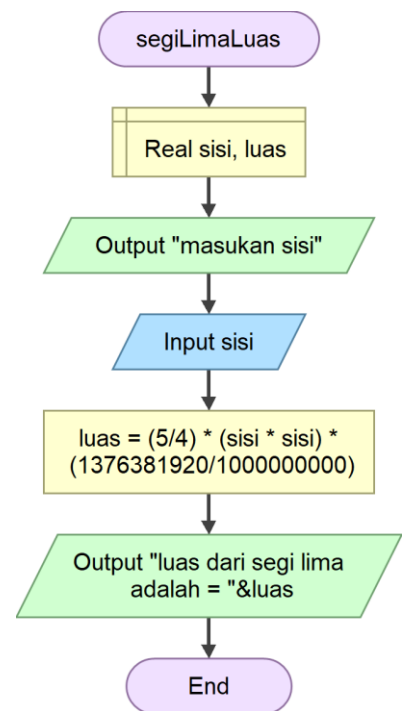 segiLimaLuas
Real sisi, luas
Output "masukan sisi"
Input sisi
luas = (5/4) * (sisi * sisi) *
(1376381920/1000000000)
Output "luas dari segi lima
adalah = "&luas
End